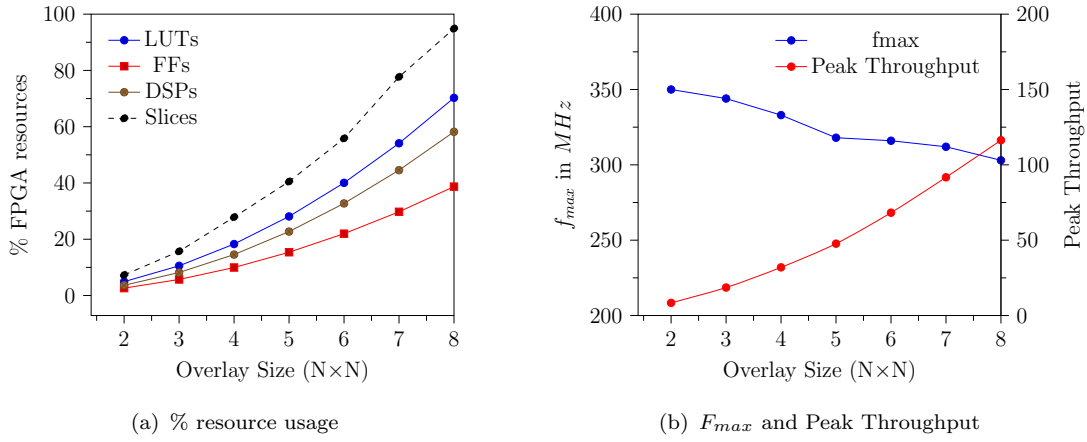 100
80
60
40
20
0
% FPGA resources
LUTs
FFs
DSPs
Slices
2 3 4 5 6 7 8
Overlay Size (N×N)
(a) % resource usage
400
350
300
250
200
f_max in MHz
fmax
Peak Throughput
200
150
100
50
0
Peak Throughput
2 3 4 5 6 7 8
Overlay Size (N×N)
(b) F_max and Peak Throughput